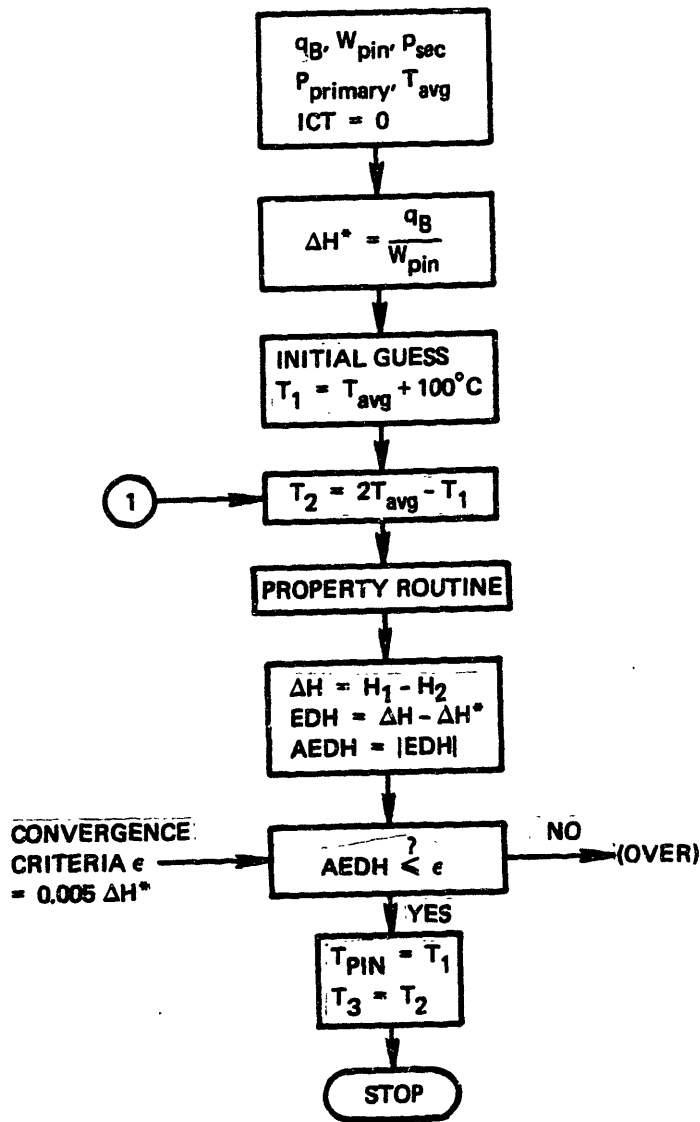 q_B, W_pin, P_sec
P_primary, T_avg
ICT = 0
ΔH* = q_B / W_pin
INITIAL GUESS
T_1 = T_avg + 100°C
1
T_2 = 2T_avg - T_1
PROPERTY ROUTINE
ΔH = H_1 - H_2
EDH = ΔH - ΔH*
AEDH = |EDH|
CONVERGENCE
CRITERIA ϵ
= 0.005 ΔH*
?
AEDH < ϵ
NO
(OVER)
YES
T_PIN = T_1
T_3 = T_2
STOP